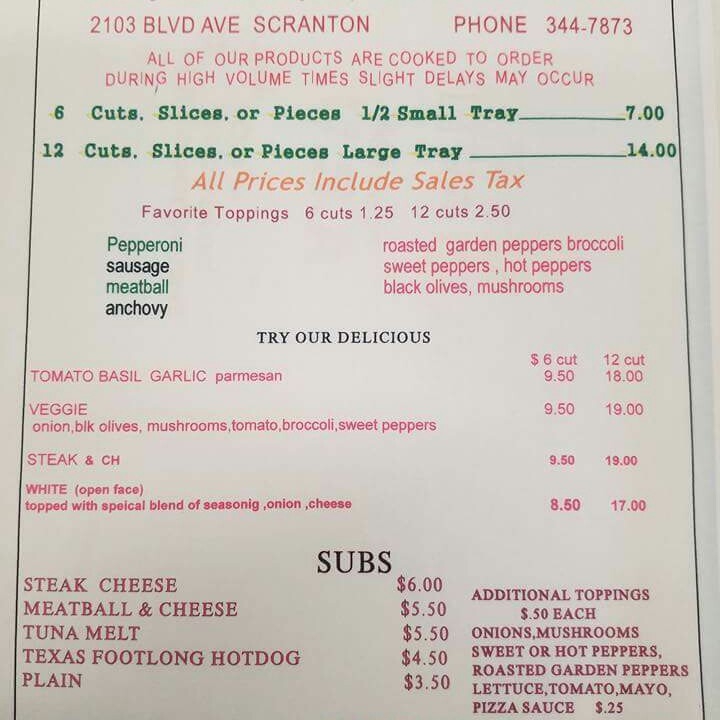 2103 BLVD AVE SCRANTON PHONE 344-7873
ALL OF OUR PRODUCTS ARE COOKED TO ORDER
DURING HIGH VOLUME TIMES SLIGHT DELAYS MAY OCCUR
6 Cuts, Slices, or Pieces 1/2 Small Tray 7.00
12 Cuts, Slices, or Pieces Large Tray 14.00
All Prices Include Sales Tax
Favorite Toppings 6 cuts 1.25 12 cuts 2.50
Pepperoni roasted garden peppers broccoli
sausage sweet peppers , hot peppers
meatball black olives, mushrooms
anchovy
TRY OUR DELICIOUS
$ 6 cut 12 cut
TOMATO BASIL GARLIC parmesan 9.50 18.00
VEGGIE 9.50 19.00
onion,blk olives, mushrooms,tomato,broccoli,sweet peppers
STEAK & CH 9.50 19.00
WHITE (open face)
topped with speical blend of seasonig ,onion ,cheese 8.50 17.00
SUBS
STEAK CHEESE $6.00
MEATBALL & CHEESE $5.50
TUNA MELT $5.50
TEXAS FOOTLONG HOTDOG $4.50
PLAIN $3.50
ADDITIONAL TOPPINGS
$.50 EACH
ONIONS,MUSHROOMS
SWEET OR HOT PEPPERS,
ROASTED GARDEN PEPPERS
LETTUCE,TOMATO,MAYO,
PIZZA SAUCE $.25